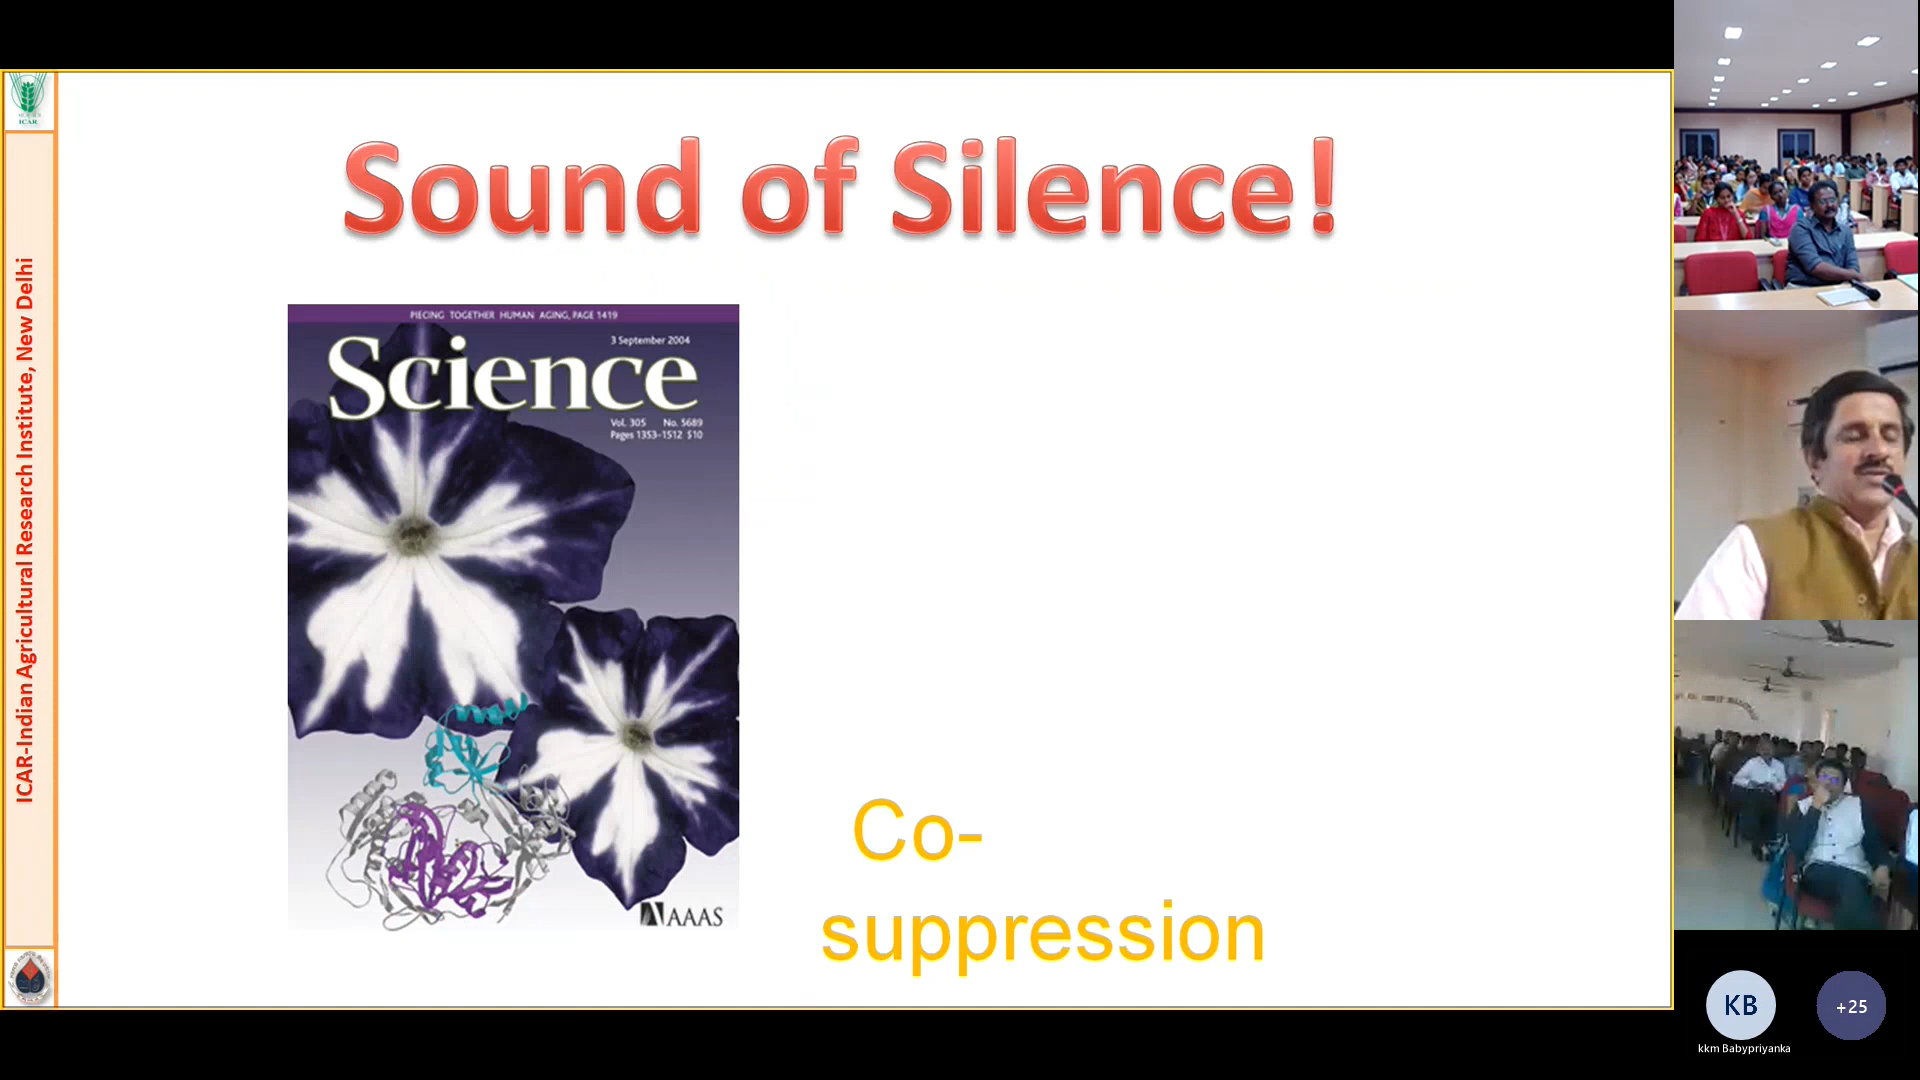 ICAR
ICAR-Indian Agricultural Research Institute, New Delhi
Sound of Silence!
PIECING TOGETHER HUMAN AGING, PAGE 1419
3 September 2004
Science
Vol. 305 No. 5689
Pages 1353–1512 $10
AAAS
Co-
suppression
KB
+25
kkm Babypriyanka